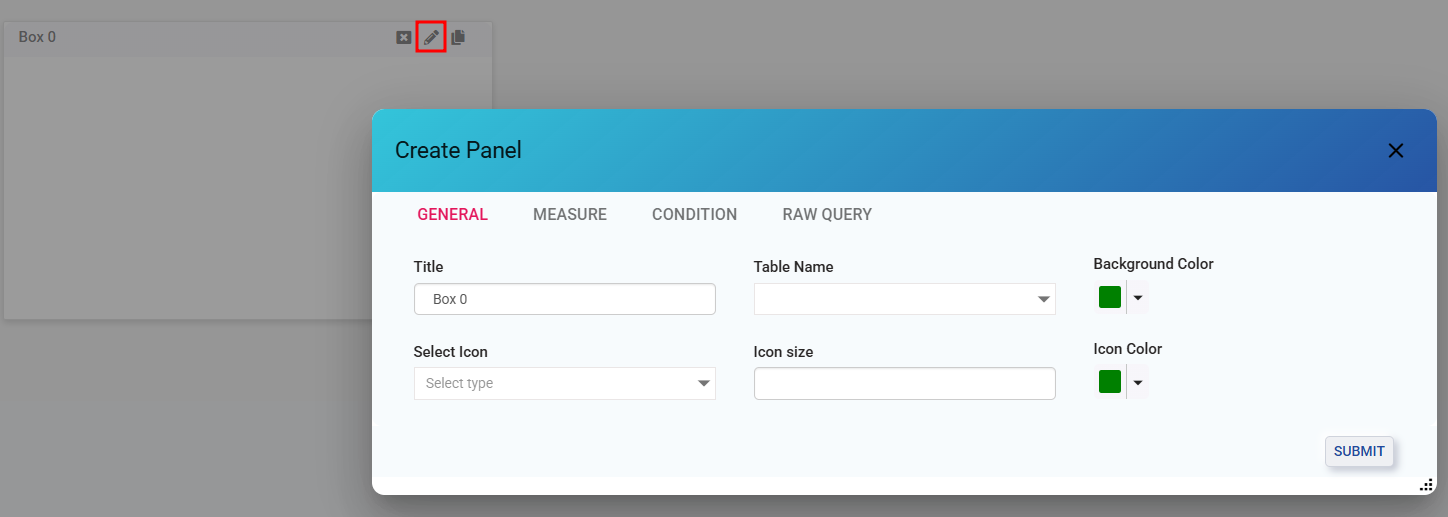 Box 0
Create Panel
GENERAL MEASURE CONDITION RAW QUERY
Title Table Name Background Color
Box 0
Select Icon Icon size Icon Color
Select type
SUBMIT